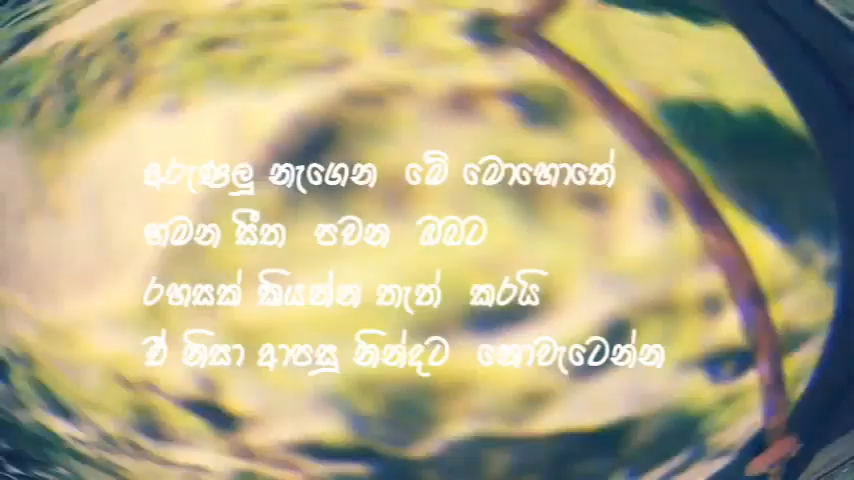 අරුණලූ නැගෙන මේ මොහොතේ
හමන සීත පවන ඔබට
රහසක් කියන්න තැත් කරයි
ඒ නිසා ආපසු නින්දට නොවැටෙන්න